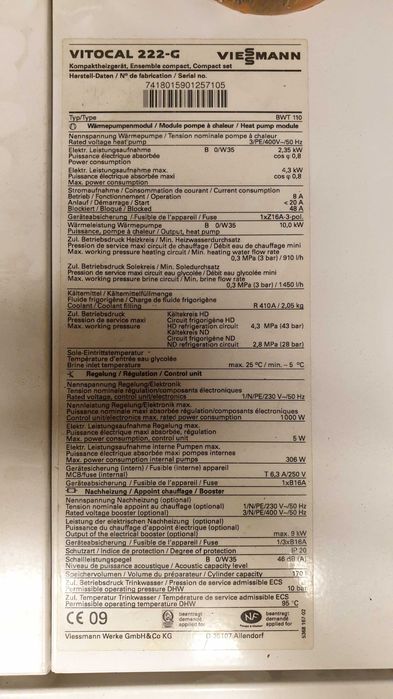 VITOCAL 222-G VIESMANN
Kompaktheizgerät, Ensemble compact, Compact set
Herstell-Daten / N° de fabrication / Serial no.
7418015901257105
Typ/Type BWT 110
Wärmepumpenmodul / Module pompe à chaleur / Heat pump module
Nennspannung Wärmepumpe / Tension nominale pompe à chaleur
Rated voltage heat pump 3/PE/400V~/50 Hz
Elektr. Leistungsaufnahme B 0/W35 2,35 kW
Puissance électrique absorbée cos φ 0,8
Power consumption
Elektr. Leistungsaufnahme max. 4,3 kW
Puissance électrique absorbée maxi cos φ 0,8
Max. power consumption
Stromaufnahme / Consommation de courant / Current consumption
Betrieb / Fonctionnement / Operation 8 A
Anlauf / Démarrage / Start < 20 A
Blockiert / Bloqué / Blocked 48 A
Geräteabsicherung / Fusible de l'appareil / Fuse 1xZ16A-3-pol.
Wärmeleistung Wärmepumpe B 0/W35 10,0 kW
Puissance, pompe à chaleur / Output, heat pump
Zul. Betriebsdruck Heizkreis / Min. Heizwasserdurchsatz
Pression de service maxi circuit de chauffage / Débit eau de chauffage mini
Max. working pressure heating circuit / Min. heating water flow rate
0,3 MPa (3 bar) / 910 l/h
Zul. Betriebsdruck Solekreis / Min. Soledurchsatz
Pression de service maxi circuit eau glycolée / Débit eau glycolée mini
Max. working pressure brine circuit / Min. brine flow rate
0,3 MPa (3 bar) / 1450 l/h
Kältemittel / Kältemittelfüllmenge
Fluide frigorigène / Charge de fluide frigorigène
Coolant / Coolant filling R 410A / 2,05 kg
Zul. Betriebsdruck Kältekreis HD
Pression de service maxi Circuit frigorigène HD
Max. working pressure HD refrigeration circuit 4,3 MPa (43 bar)
Kältekreis ND
Circuit frigorigène ND
ND refrigeration circuit 2,8 MPa (28 bar)
Sole-Eintrittstemperatur
Température d'entrée eau glycolée
Brine inlet temperature max. 25 °C / min. – 5 °C
Regelung / Régulation / Control unit
Nennspannung Regelung/Elektronik
Tension nominale régulation/composants électroniques
Rated voltage, control unit/electronics 1/N/PE/230 V~/50 Hz
Nennleistung Regelung/Elektronik max.
Puissance nominale maxi absorbée régulation/composants électroniques
Control unit/electronics max. rated power consumption 1000 W
Elektr. Leistungsaufnahme Regelung max.
Puissance électrique maxi absorbée, régulation
Max. power consumption, control unit 5 W
Elektr. Leistungsaufnahme interne Pumpen max.
Puissance électrique absorbée maxi pompes internes
Max. power consumption internal pumps 306 W
Gerätesicherung (intern) / Fusible (interne) appareil
MCB/fuse (internal) T 6,3 A/250 V
Geräteabsicherung / Fusible de l'appareil / Fuse 1xB16A
Nachheizung / Appoint chauffage / Booster
Nennspannung Nachheizung (optional)
Tension nominale appoint au chauffage (optional) 1/N/PE/230 V~/50 Hz
Rated voltage booster (optional) 3/N/PE/400 V~/50 Hz
Leistung der elektrischen Nachheizung (optional)
Puissance du chauffage d'appoint électrique (optional)
Output of the electrical booster (optional) max. 9 kW
Geräteabsicherung / Fusible de l'appareil / Fuse 1/3xB16A
Schutzart / Indice de protection / Degree of protection IP 20
Schalleistungspegel B 0/W35 46 dB (A)
Niveau de puissance acoustique / Acoustic capacity level
Speichervolumen / Volume du préparateur / Cylinder capacity 170 l
Zul. Betriebsdruck Trinkwasser / Pression de service admissible ECS
Permissible operating pressure DHW 10 bar
Zul. Temperatur Trinkwasser / Température de service admissible ECS
Permissible operating temperature DHW 95 °C
CE 09 beantragt demandé applied for NF beantragt demandé applied for
Viessmann Werke GmbH&Co KG D-35107 Allendorf
5368 187-02